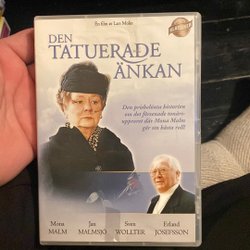 En film av Lars Molin
DEN
TATUERADE
ÄNKAN
Den prisbelönta historien
om det försenade tonårs-
upproret där Mona Malm
gör sin bästa roll!
Mona
MALM
Jan
MALMSJÖ
Sven
WOLLTER
Erland
JOSEPHSON